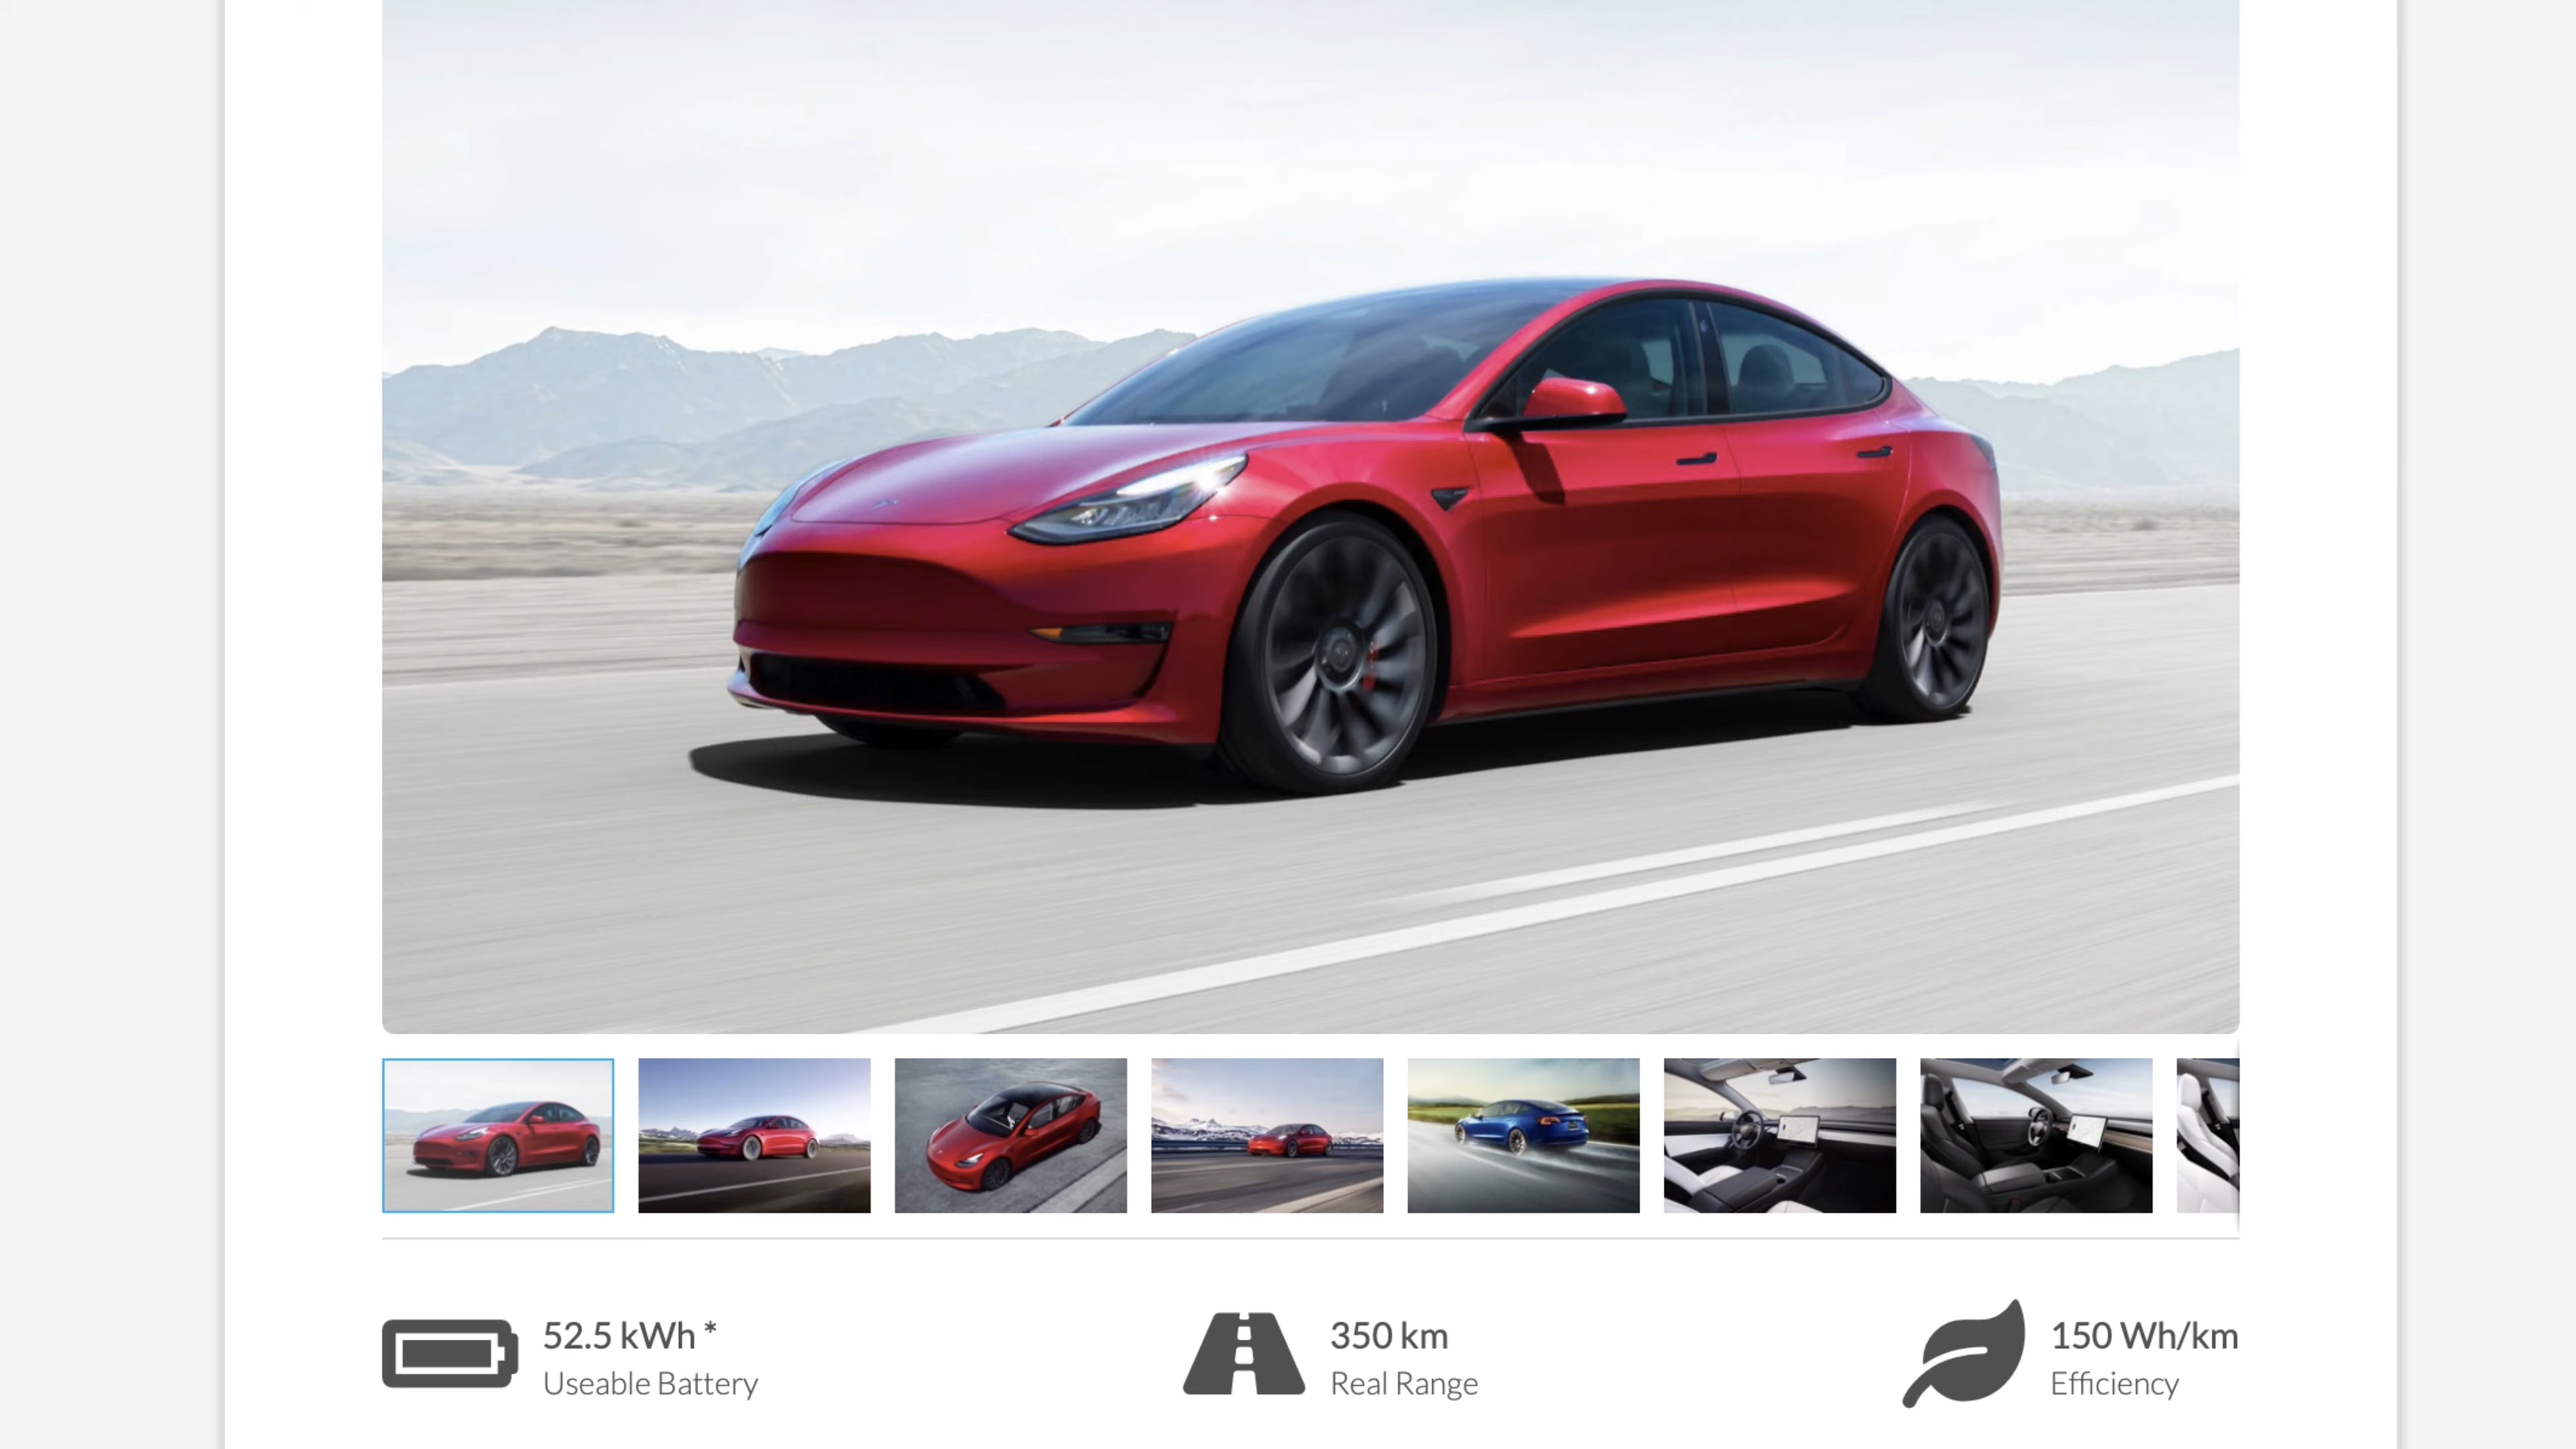 52.5 kWh *
Useable Battery
350 km
Real Range
150 Wh/km
Efficiency